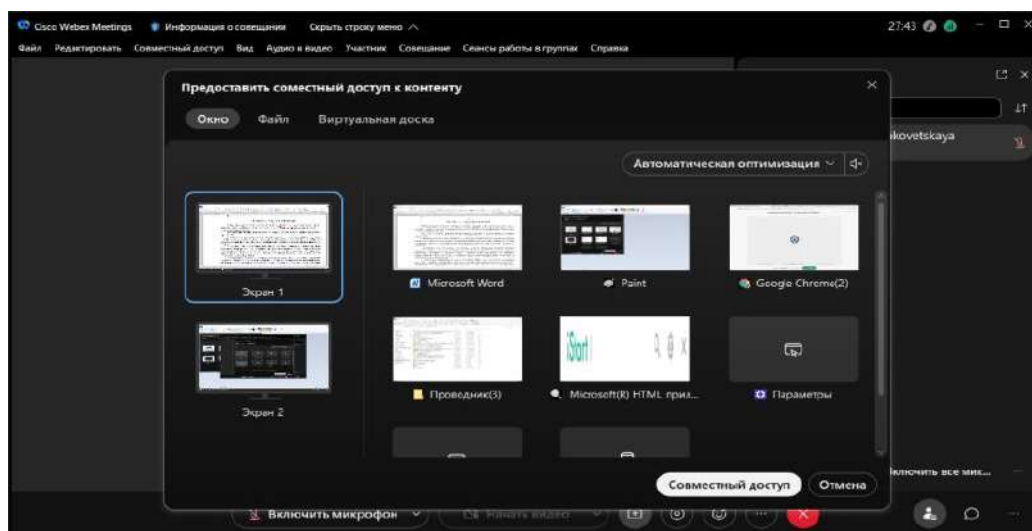 Cisco Webex Meetings Информация о совещании Скрыть строку меню 27:43
Файл Редактировать Совместный доступ Вид Аудио и видео Участник Совещание Сеансы работы в группах Справка
Предоставить соместный доступ к контенту
Окно Файл Виртуальная доска
kovetskaya
Автоматическая оптимизация
Экран 1
Microsoft Word Paint Google Chrome(2)
iStart
Проводник(3) Microsoft(R) HTML прил... Параметры
Экран 2
Совместный доступ Отмена
включить все мик...
Включить микрофон Начать видео